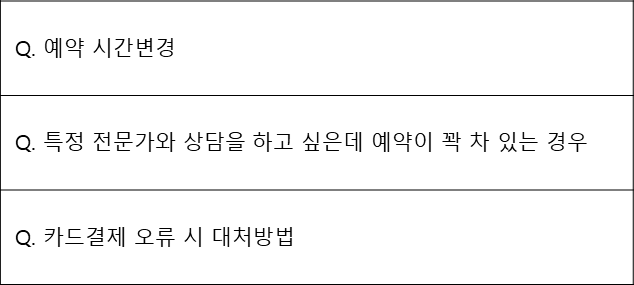 Q. 예약 시간변경
Q. 특정 전문가와 상담을 하고 싶은데 예약이 꽉 차 있는 경우
Q. 카드결제 오류 시 대처방법